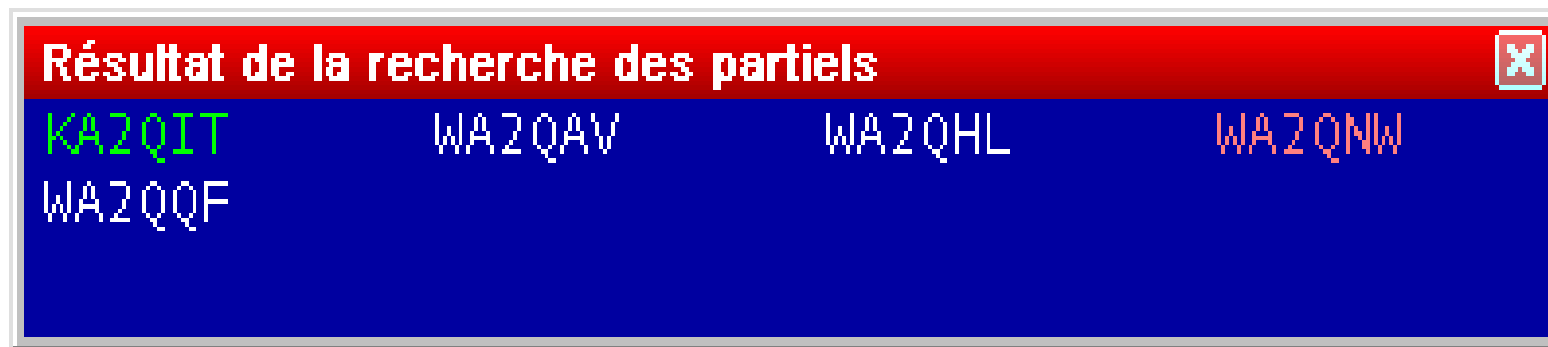 Résultat de la recherche des partiels
KA2QIT WA2QAV WA2QHL WA2QNW
WA2QQF